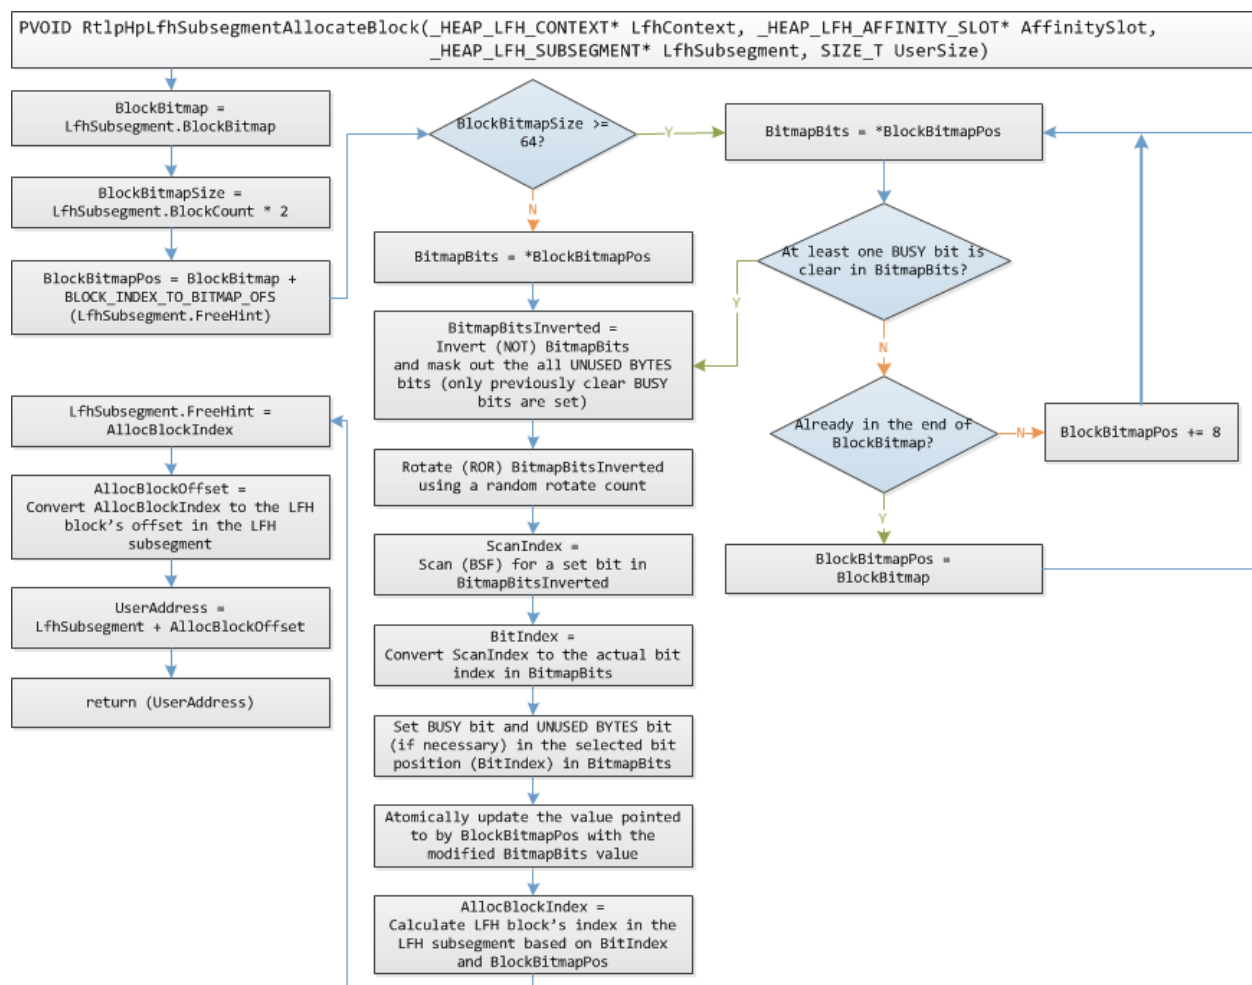 PVOID RtlpHpLfhSubsegmentAllocateBlock(_HEAP_LFH_CONTEXT* LfhContext, _HEAP_LFH_AFFINITY_SLOT* AffinitySlot,
_HEAP_LFH_SUBSEGMENT* LfhSubsegment, SIZE_T UserSize)
BlockBitmap =
LfhSubsegment.BlockBitmap
BlockBitmapSize =
LfhSubsegment.BlockCount * 2
BlockBitmapPos = BlockBitmap +
BLOCK_INDEX_TO_BITMAP_OFS
(LfhSubsegment.FreeHint)
BlockBitmapSize >=
64?
Y
N
BitmapBits = *BlockBitmapPos
BitmapBits = *BlockBitmapPos
At least one BUSY bit is
clear in BitmapBits?
Y
N
Already in the end of
BlockBitmap?
N
BlockBitmapPos += 8
Y
BlockBitmapPos =
BlockBitmap
BitmapBitsInverted =
Invert (NOT) BitmapBits
and mask out the all UNUSED BYTES
bits (only previously clear BUSY
bits are set)
Rotate (ROR) BitmapBitsInverted
using a random rotate count
ScanIndex =
Scan (BSF) for a set bit in
BitmapBitsInverted
BitIndex =
Convert ScanIndex to the actual bit
index in BitmapBits
Set BUSY bit and UNUSED BYTES bit
(if necessary) in the selected bit
position (BitIndex) in BitmapBits
Atomically update the value pointed
to by BlockBitmapPos with the
modified BitmapBits value
AllocBlockIndex =
Calculate LFH block's index in the
LFH subsegment based on BitIndex
and BlockBitmapPos
LfhSubsegment.FreeHint =
AllocBlockIndex
AllocBlockOffset =
Convert AllocBlockIndex to the LFH
block's offset in the LFH
subsegment
UserAddress =
LfhSubsegment + AllocBlockOffset
return (UserAddress)